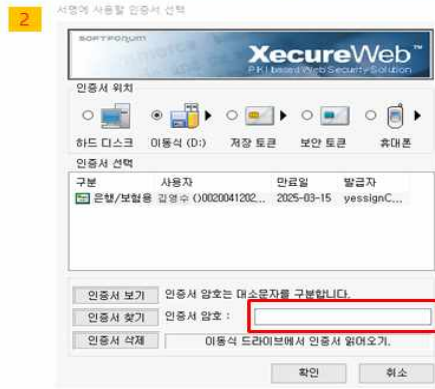 2
서명에 사용할 인증서 선택
SOFTFORUM
XecureWeb™
PKI based Web Security Solution
인증서 위치
하드 디스크 이동식 (D:) 저장 토큰 보안 토큰 휴대폰
인증서 선택
구분 사용자 만료일 발급자
은행/보험용 김영수 ()0020041202... 2025-03-15 yessignC...
인증서 보기 인증서 암호는 대소문자를 구분합니다.
인증서 찾기 인증서 암호 :
인증서 삭제 이동식 드라이브에서 인증서 읽어오기.
확인 취소